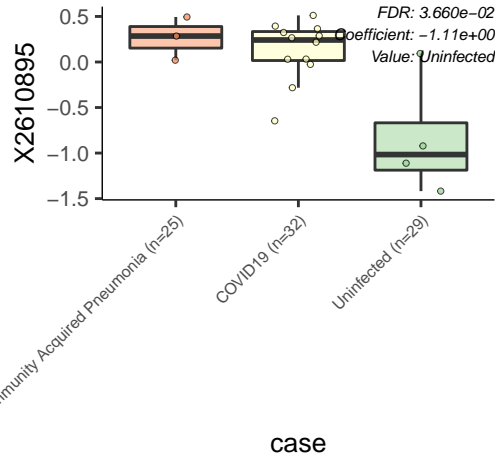 FDR: 3.660e−02
Coefficient: −1.11e+00
Value: Uninfected
X2610895
0.5
0.0
−0.5
−1.0
−1.5
Acquired Pneumonia (n=25)
COVID19 (n=32)
Uninfected (n=29)
case